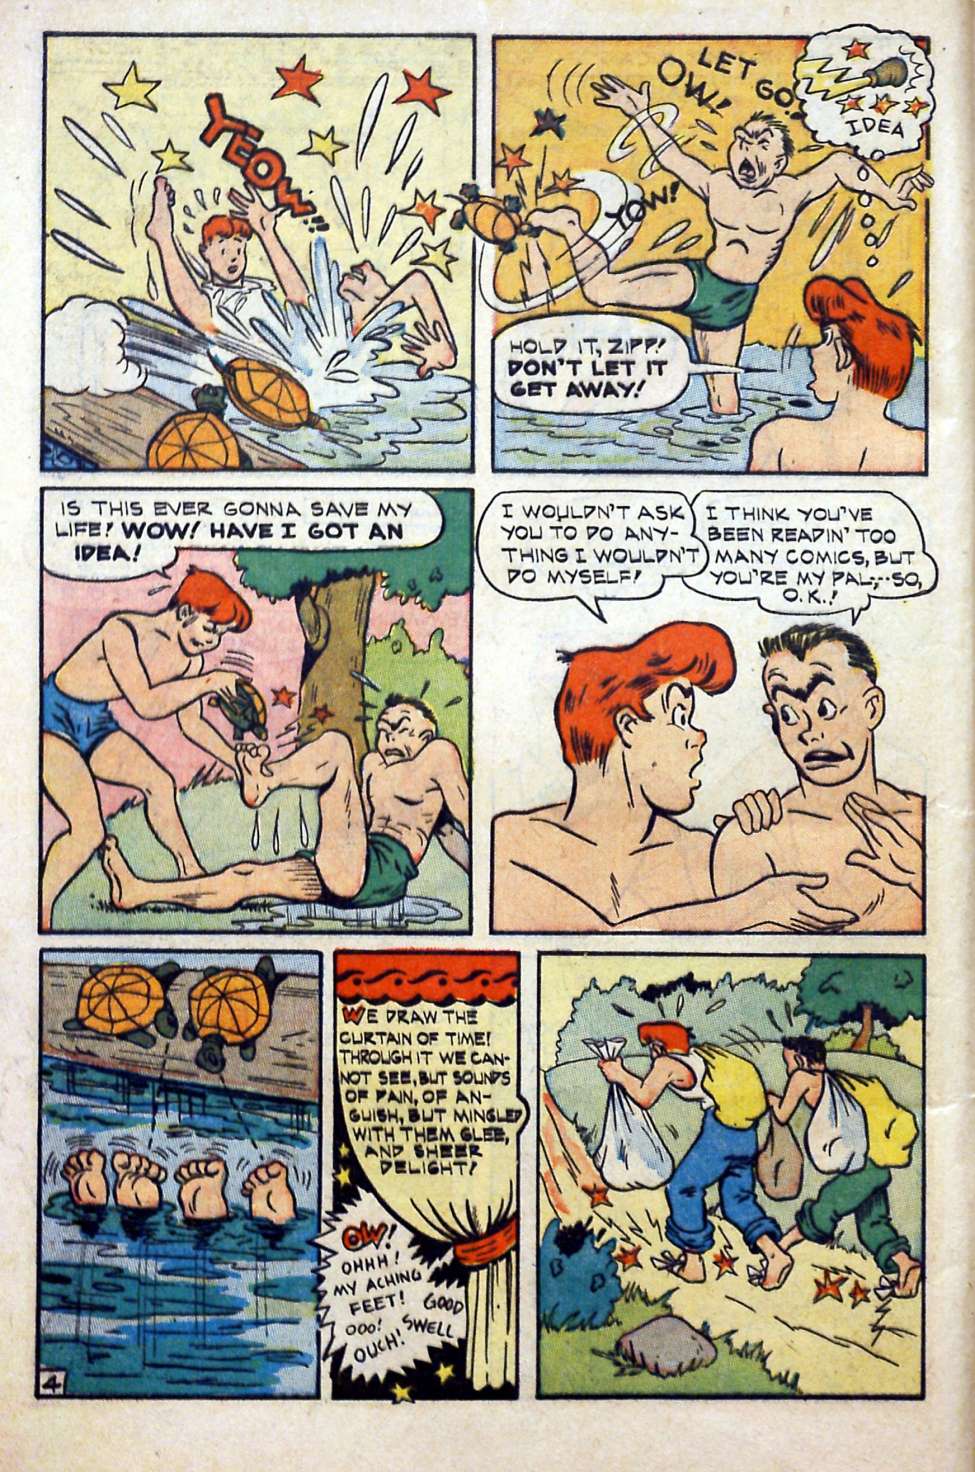 YEOW!!
OW!
LET
GO!
IDEA
YOW!
HOLD IT, ZIPP!
DON'T LET IT
GET AWAY!
IS THIS EVER GONNA SAVE MY
LIFE! WOW! HAVE I GOT AN
IDEA!
I WOULDN'T ASK
YOU TO DO ANY-
THING I WOULDN'T
DO MYSELF!
I THINK YOU'VE
BEEN READIN' TOO
MANY COMICS, BUT
YOU'RE MY PAL,--SO,
O.K.!
WE DRAW THE
CURTAIN OF TIME!
THROUGH IT WE CAN-
NOT SEE, BUT SOUNDS
OF PAIN, OF AN-
GUISH, BUT MINGLED
WITH THEM GLEE,
AND SHEER
DELIGHT!
OW!
OHHH!
MY ACHING
FEET! GOOD
OOO! SWELL
OUCH!
4